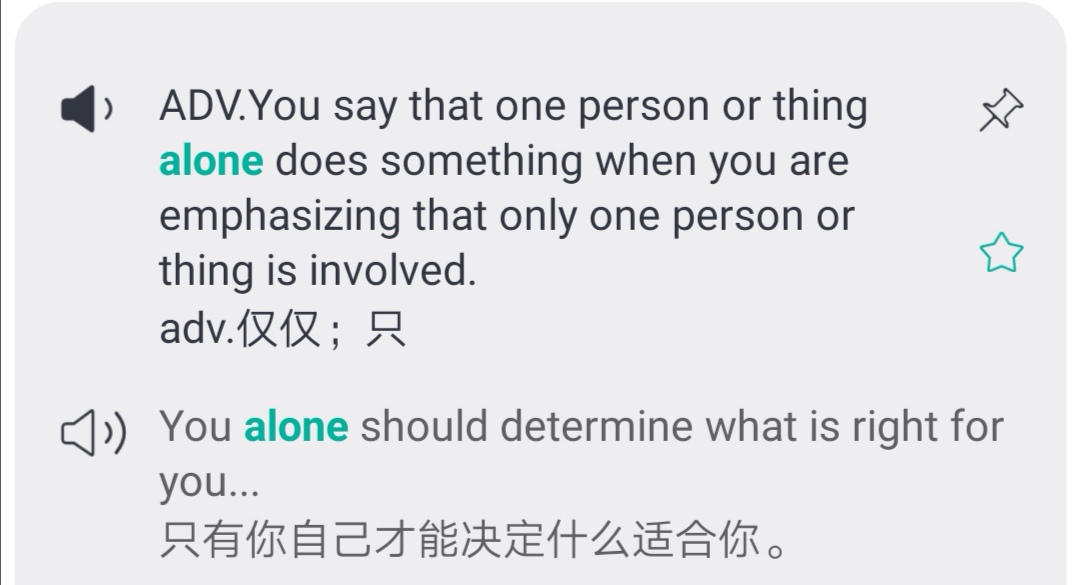 ADV.You say that one person or thing
alone does something when you are
emphasizing that only one person or
thing is involved.
adv.仅仅；只
You alone should determine what is right for
you...
只有你自己才能决定什么适合你。